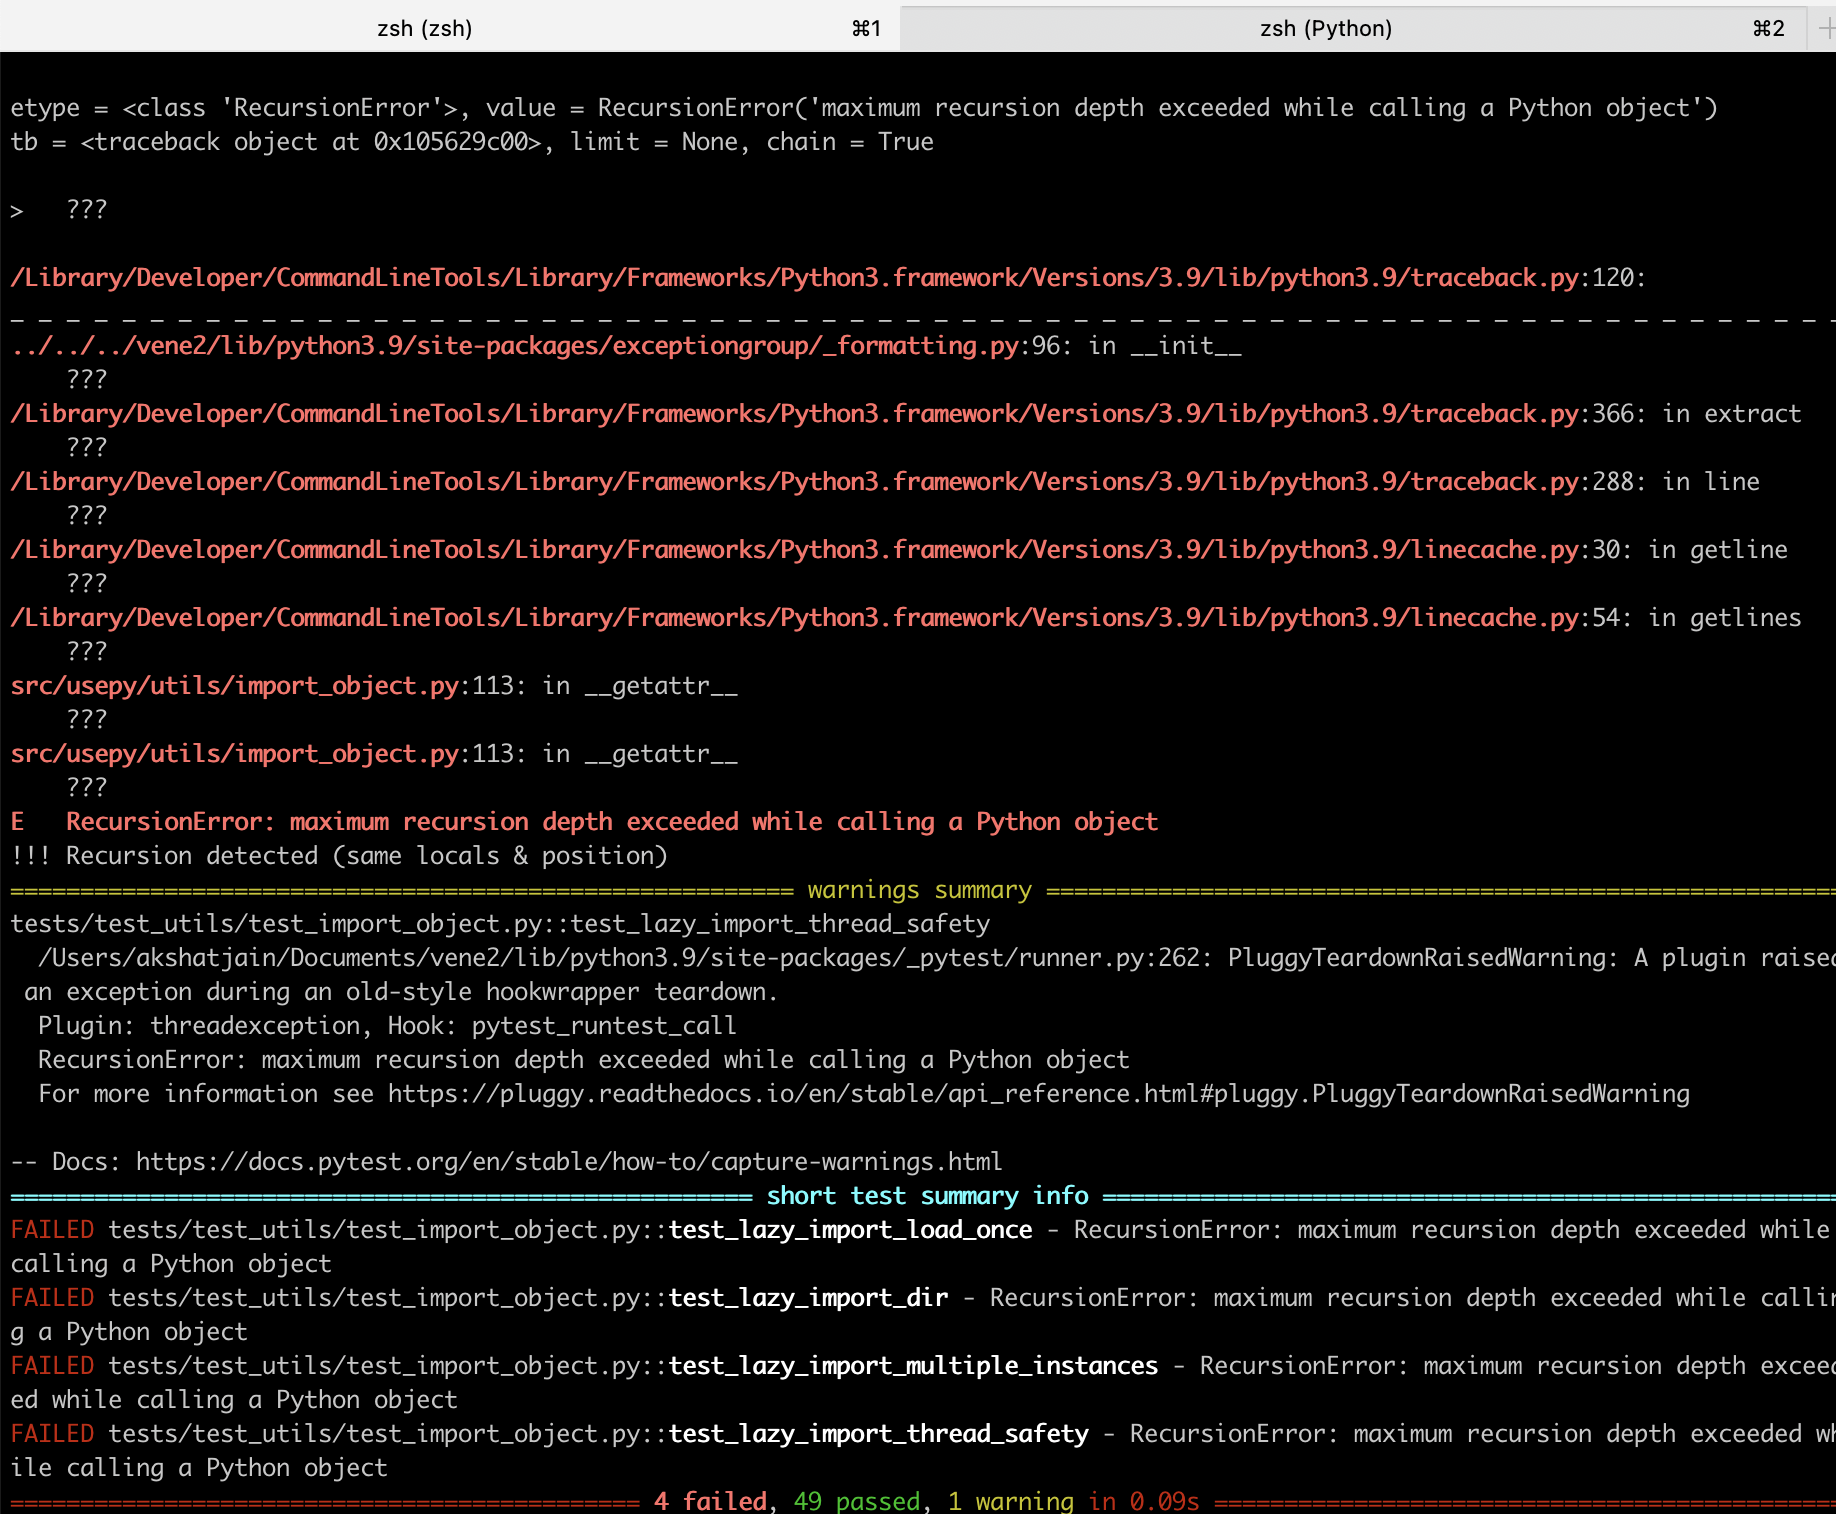 zsh (zsh) ⌘1 zsh (Python) ⌘2
etype = <class 'RecursionError'>, value = RecursionError('maximum recursion depth exceeded while calling a Python object')
tb = <traceback object at 0x105629c00>, limit = None, chain = True
>   ???
/Library/Developer/CommandLineTools/Library/Frameworks/Python3.framework/Versions/3.9/lib/python3.9/traceback.py:120:
_ _ _ _ _ _ _ _ _ _ _ _ _ _ _ _ _ _ _ _ _ _ _ _ _ _ _ _ _ _ _ _ _ _ _ _ _ _ _ _ _ _ _ _ _ _ _ _ _ _ _ _ _ _ _ _ _ _ _ _ _ _ _ _ _ _
../../../vene2/lib/python3.9/site-packages/exceptiongroup/_formatting.py:96: in __init__
    ???
/Library/Developer/CommandLineTools/Library/Frameworks/Python3.framework/Versions/3.9/lib/python3.9/traceback.py:366: in extract
    ???
/Library/Developer/CommandLineTools/Library/Frameworks/Python3.framework/Versions/3.9/lib/python3.9/traceback.py:288: in line
    ???
/Library/Developer/CommandLineTools/Library/Frameworks/Python3.framework/Versions/3.9/lib/python3.9/linecache.py:30: in getline
    ???
/Library/Developer/CommandLineTools/Library/Frameworks/Python3.framework/Versions/3.9/lib/python3.9/linecache.py:54: in getlines
    ???
src/usepy/utils/import_object.py:113: in __getattr__
    ???
src/usepy/utils/import_object.py:113: in __getattr__
    ???
E   RecursionError: maximum recursion depth exceeded while calling a Python object
!!! Recursion detected (same locals & position)
======================================================== warnings summary =========================================================
tests/test_utils/test_import_object.py::test_lazy_import_thread_safety
  /Users/akshatjain/Documents/vene2/lib/python3.9/site-packages/_pytest/runner.py:262: PluggyTeardownRaisedWarning: A plugin raised
 an exception during an old-style hookwrapper teardown.
  Plugin: threadexception, Hook: pytest_runtest_call
  RecursionError: maximum recursion depth exceeded while calling a Python object
  For more information see https://pluggy.readthedocs.io/en/stable/api_reference.html#pluggy.PluggyTeardownRaisedWarning
-- Docs: https://docs.pytest.org/en/stable/how-to/capture-warnings.html
===================================================== short test summary info =====================================================
FAILED tests/test_utils/test_import_object.py::test_lazy_import_load_once - RecursionError: maximum recursion depth exceeded while
calling a Python object
FAILED tests/test_utils/test_import_object.py::test_lazy_import_dir - RecursionError: maximum recursion depth exceeded while callin
g a Python object
FAILED tests/test_utils/test_import_object.py::test_lazy_import_multiple_instances - RecursionError: maximum recursion depth exceed
ed while calling a Python object
FAILED tests/test_utils/test_import_object.py::test_lazy_import_thread_safety - RecursionError: maximum recursion depth exceeded wh
ile calling a Python object
============================================= 4 failed, 49 passed, 1 warning in 0.09s =============================================